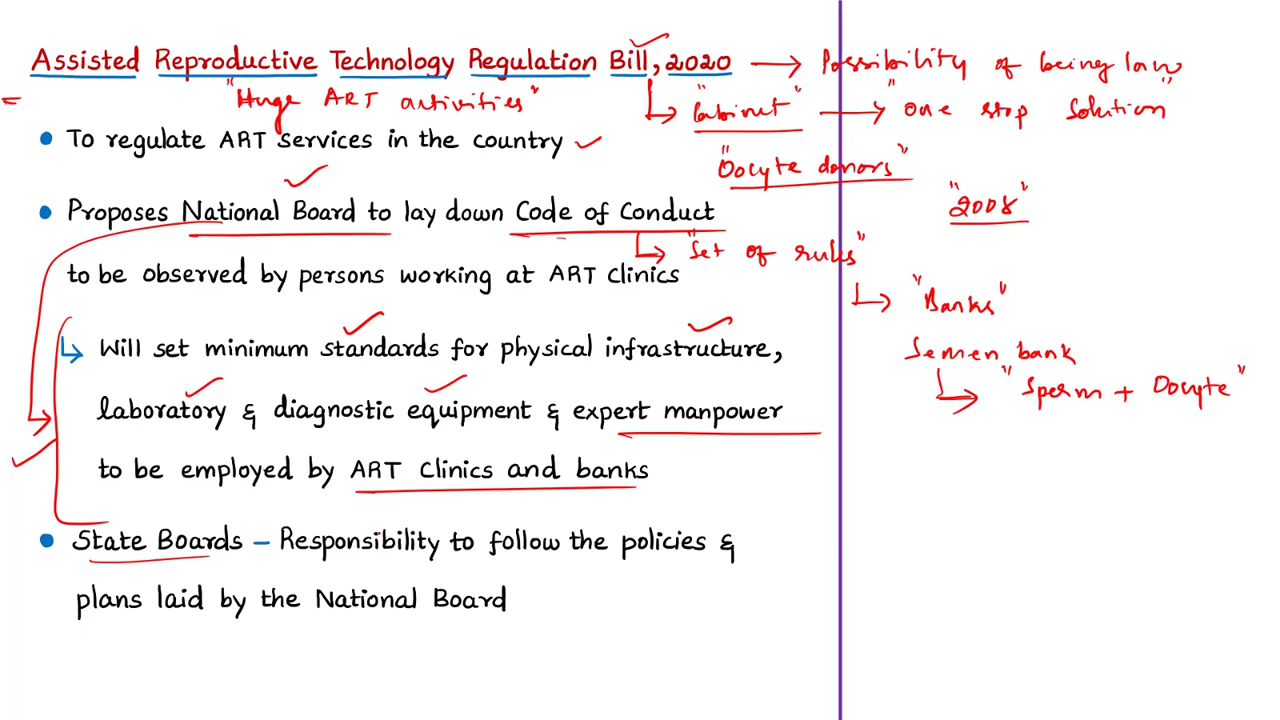 Assisted Reproductive Technology Regulation Bill, 2020 → Possibility of being law
"Huge ART activities"
"Cabinet" → "One stop solution"
• To regulate ART services in the country
"Oocyte donors"
"2008"
• Proposes National Board to lay down Code of Conduct
"Set of rules"
to be observed by persons working at ART clinics
"Banks"
↳ Will set minimum standards for physical infrastructure,
Semen bank
"Sperm + Oocyte"
laboratory & diagnostic equipment & expert manpower
to be employed by ART Clinics and banks
• State Boards – Responsibility to follow the policies &
plans laid by the National Board